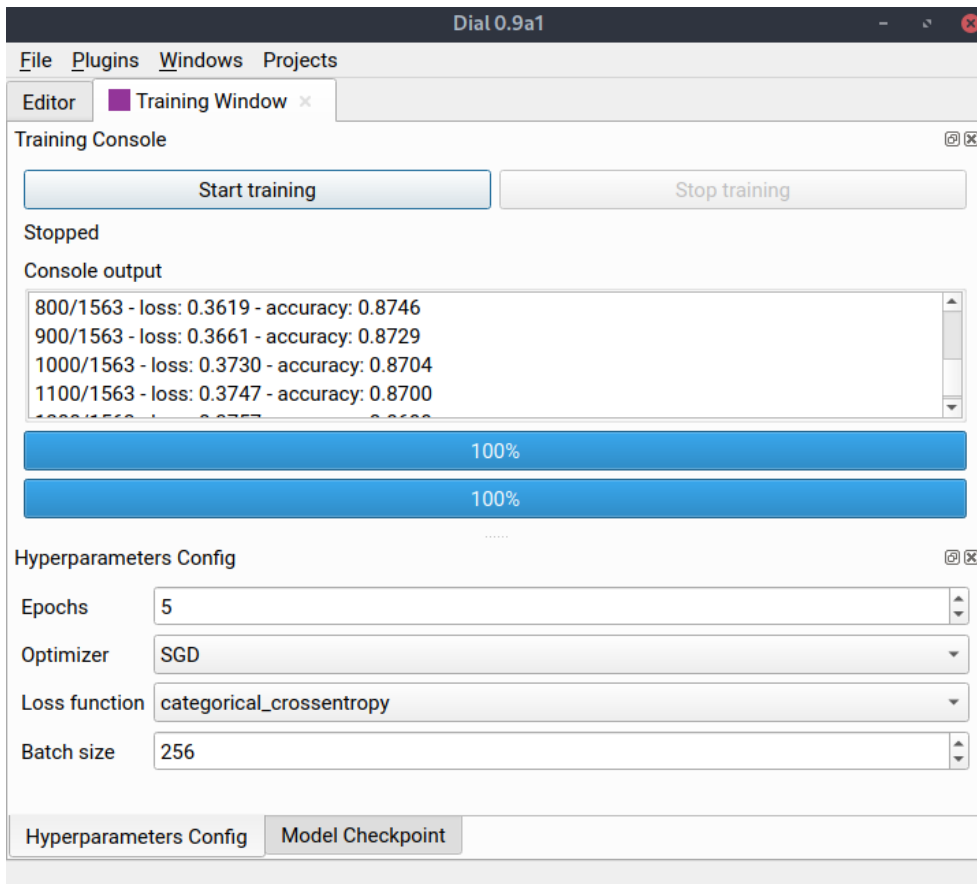 Dial 0.9a1
File Plugins Windows Projects
Editor Training Window
Training Console
Start training Stop training
Stopped
Console output
800/1563 - loss: 0.3619 - accuracy: 0.8746
900/1563 - loss: 0.3661 - accuracy: 0.8729
1000/1563 - loss: 0.3730 - accuracy: 0.8704
1100/1563 - loss: 0.3747 - accuracy: 0.8700
100%
100%
Hyperparameters Config
Epochs 5
Optimizer SGD
Loss function categorical_crossentropy
Batch size 256
Hyperparameters Config Model Checkpoint